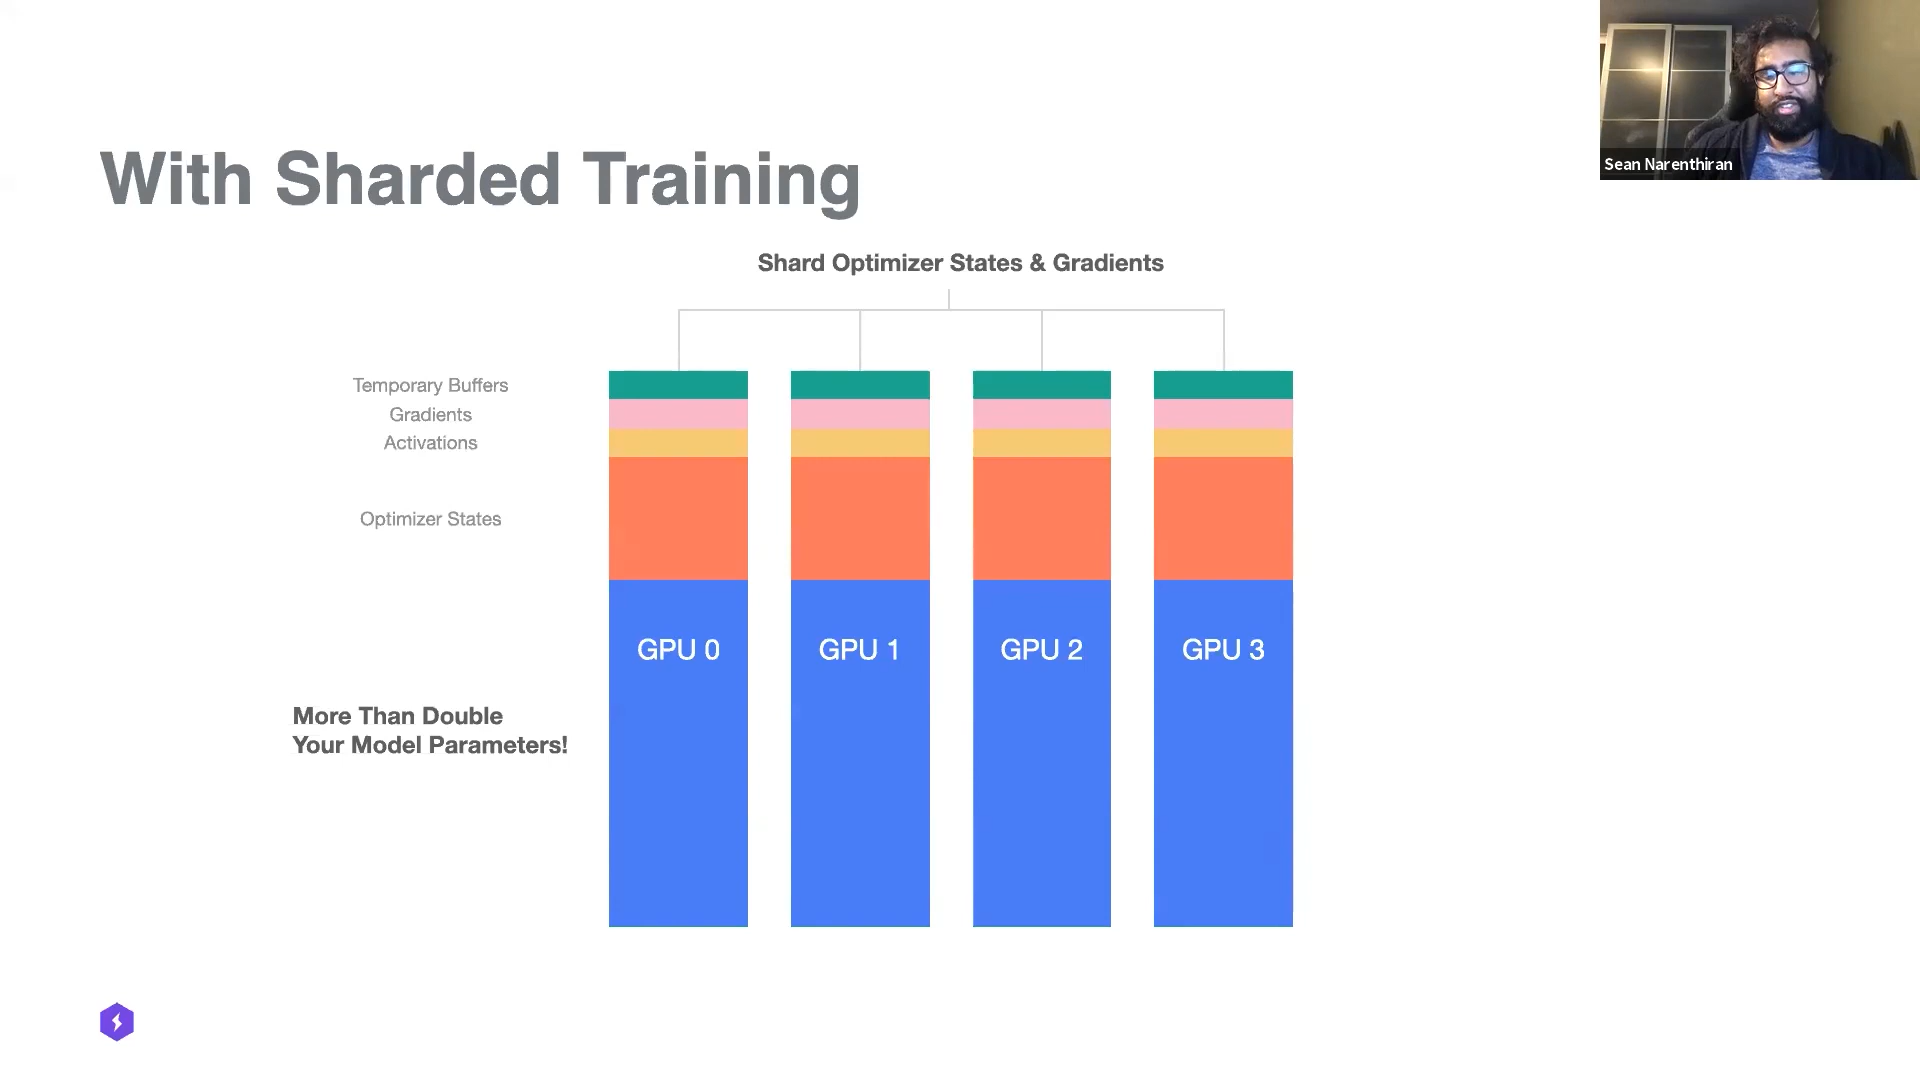 Sean Narenthiran
With Sharded Training
Shard Optimizer States & Gradients
Temporary Buffers
Gradients
Activations
Optimizer States
GPU 0
GPU 1
GPU 2
GPU 3
More Than Double
Your Model Parameters!